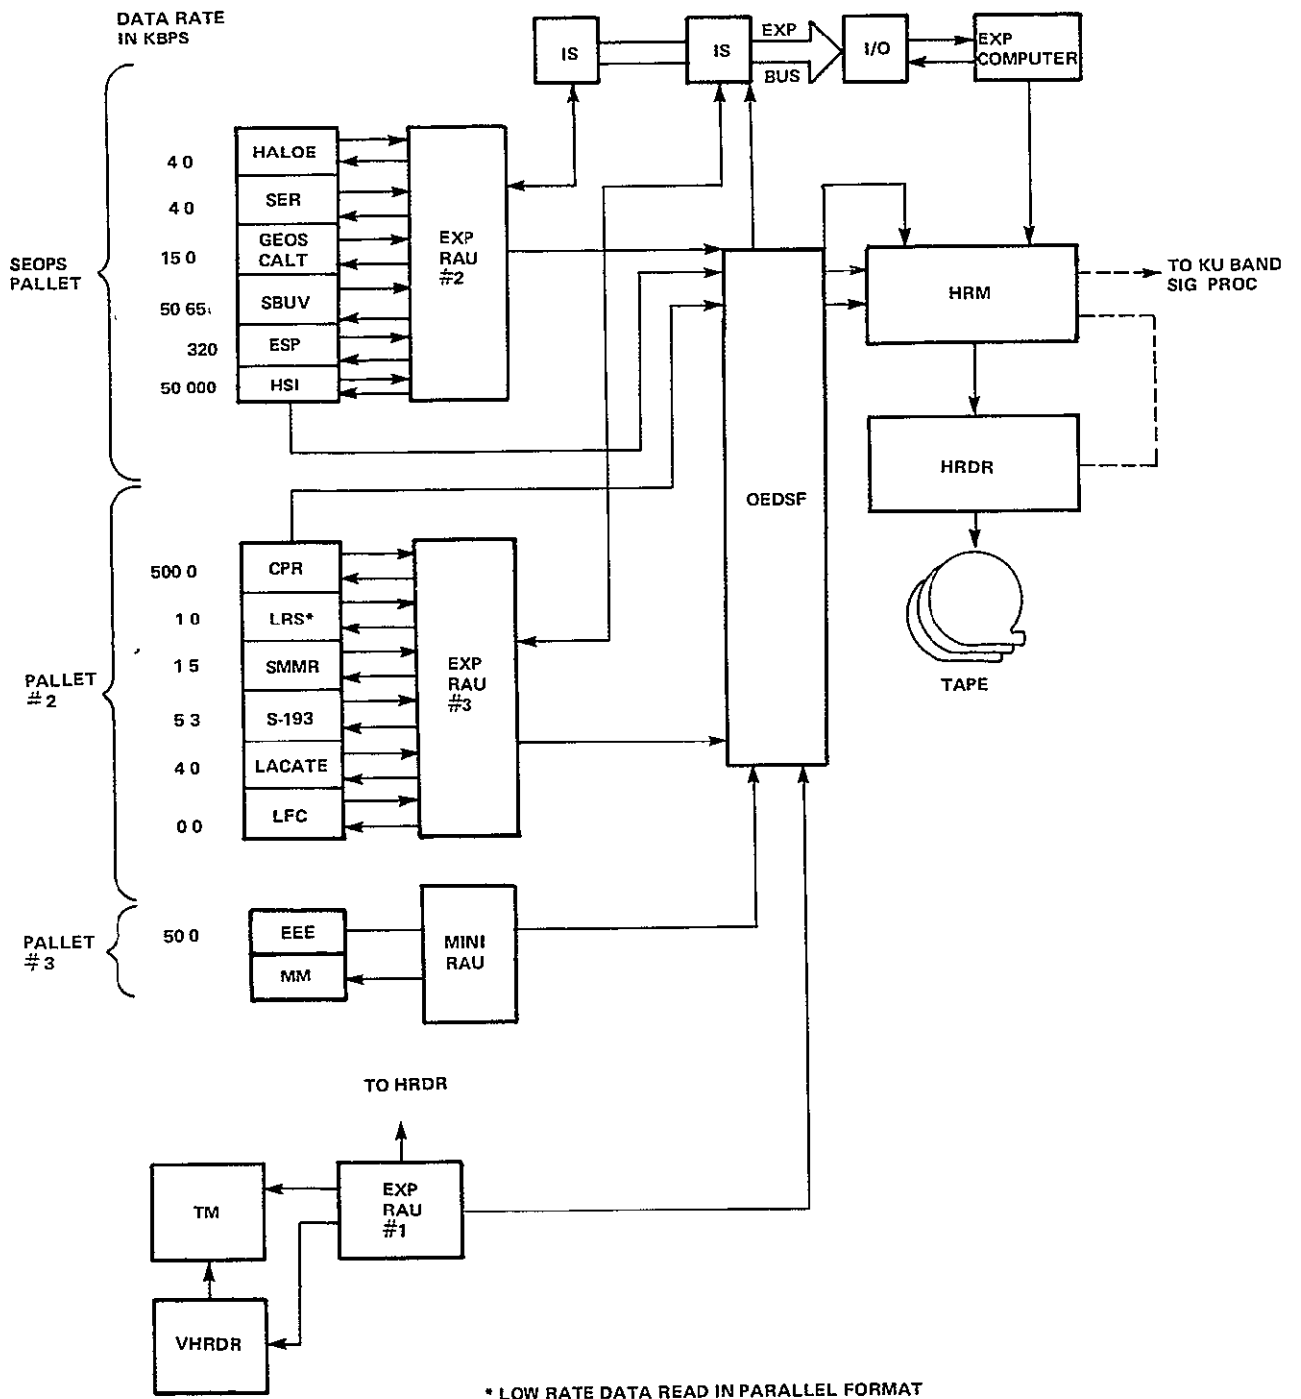 DATA RATE
IN KBPS
IS
IS
EXP
BUS
I/O
EXP
COMPUTER
SEOPS
PALLET
4 0
HALOE
4 0
SER
15 0
GEOS
CALT
50 65
SBUV
320
ESP
50 000
HSI
EXP
RAU
#2
HRM
TO KU BAND
SIG PROC
HRDR
TAPE
OEDSF
PALLET
#2
500 0
CPR
1 0
LRS*
1 5
SMMR
5 3
S-193
4 0
LACATE
0 0
LFC
EXP
RAU
#3
PALLET
#3
50 0
EEE
MM
MINI
RAU
TO HRDR
TM
EXP
RAU
#1
VHRDR
* LOW RATE DATA READ IN PARALLEL FORMAT